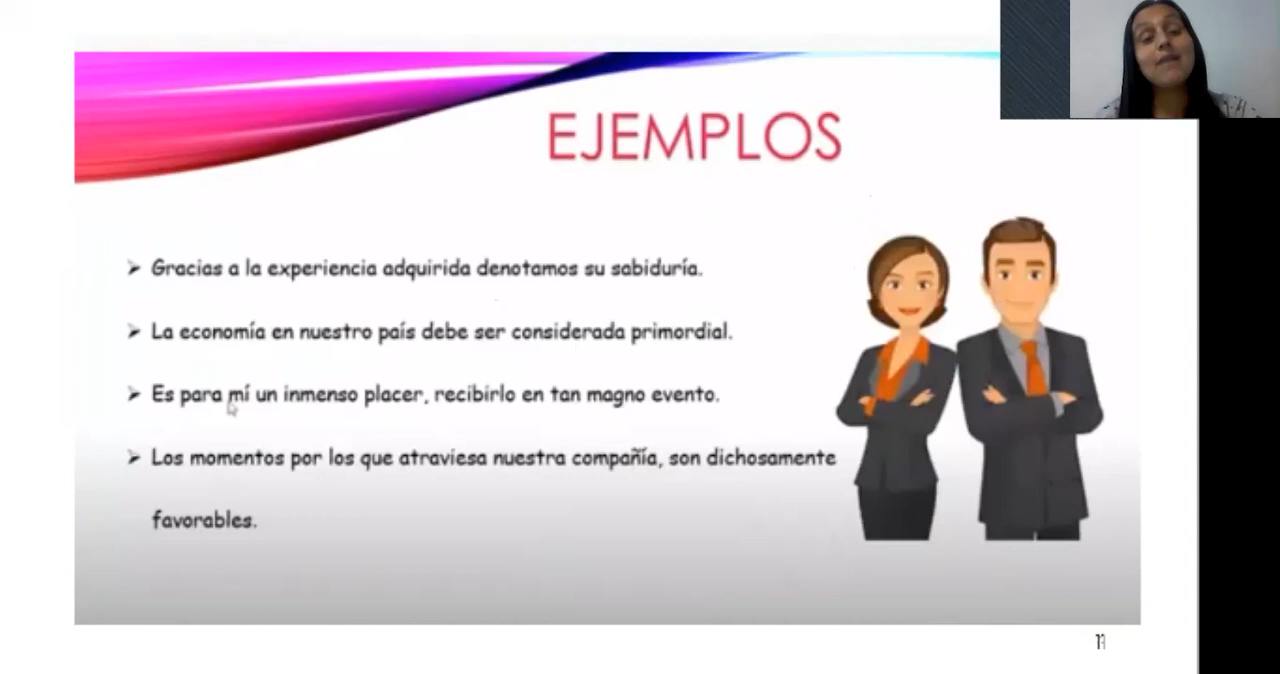 EJEMPLOS
➤ Gracias a la experiencia adquirida denotamos su sabiduría.
➤ La economía en nuestro país debe ser considerada primordial.
➤ Es para mí un inmenso placer, recibirlo en tan magno evento.
➤ Los momentos por los que atraviesa nuestra compañía, son dichosamente
favorables.